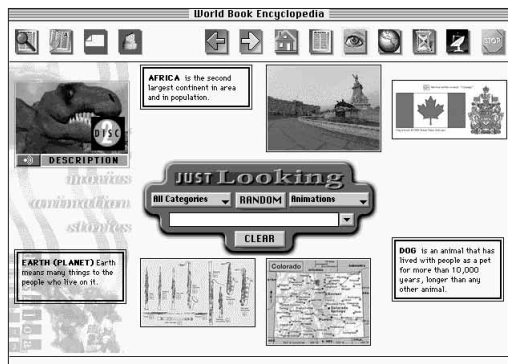 World Book Encyclopedia
STOP
AFRICA is the second
largest continent in area
and in population.
DISC
2
DESCRIPTION
JUST Looking
All Categories
RANDOM
Animations
CLEAR
movies
animation
stories
EARTH (PLANET) Earth
means many things to the
people who live on it.
Colorado
DOG is an animal that has
lived with people as a pet
for more than 10,000
years, longer than any
other animal.